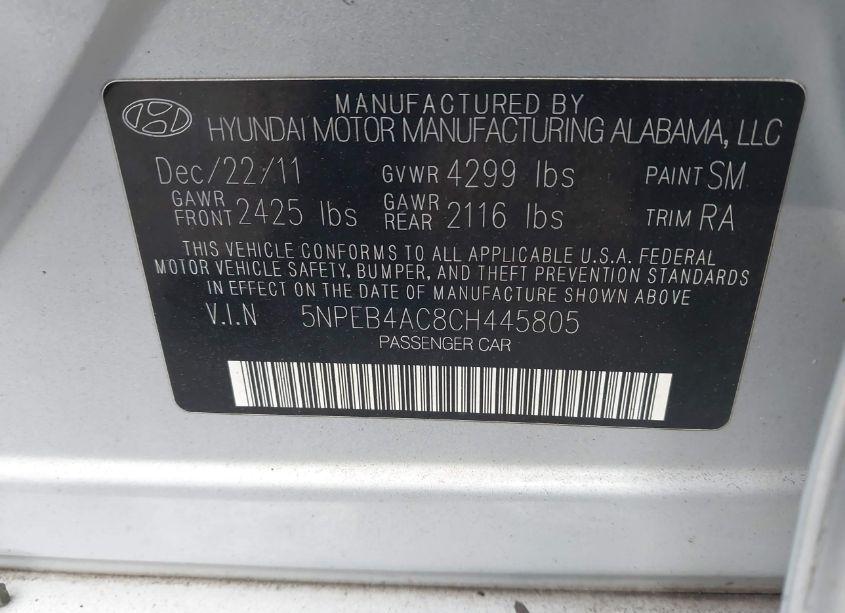 MANUFACTURED BY
HYUNDAI MOTOR MANUFACTURING ALABAMA, LLC
Dec/22/11 GVWR 4299 lbs PAINT SM
GAWR FRONT 2425 lbs GAWR REAR 2116 lbs TRIM RA
THIS VEHICLE CONFORMS TO ALL APPLICABLE U.S.A. FEDERAL
MOTOR VEHICLE SAFETY, BUMPER, AND THEFT PREVENTION STANDARDS
IN EFFECT ON THE DATE OF MANUFACTURE SHOWN ABOVE
V.I.N 5NPEB4AC8CH445805
PASSENGER CAR